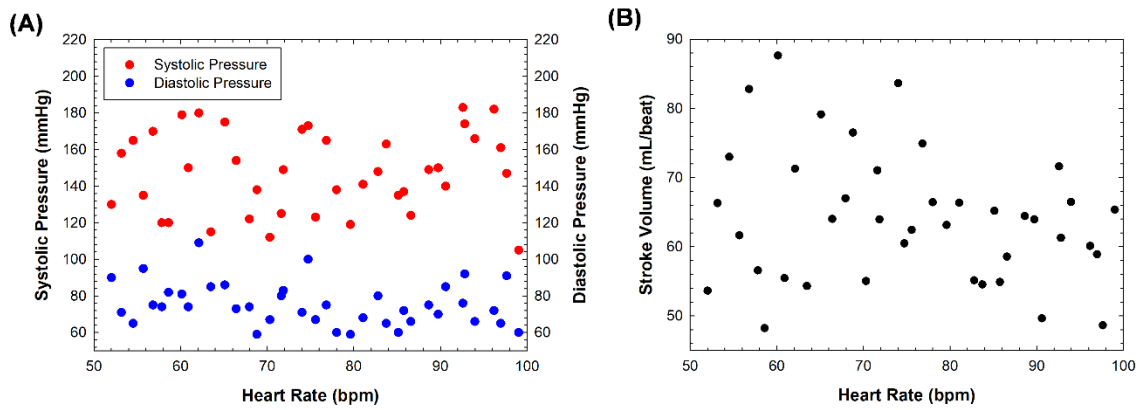 (A)
Systolic Pressure (mmHg)
220
200
180
160
140
120
100
80
60
Systolic Pressure
Diastolic Pressure
220
200
180
160
140
120
100
80
60
Diastolic Pressure (mmHg)
50 60 70 80 90 100
Heart Rate (bpm)
(B)
Stroke Volume (mL/beat)
90
80
70
60
50
50 60 70 80 90 100
Heart Rate (bpm)